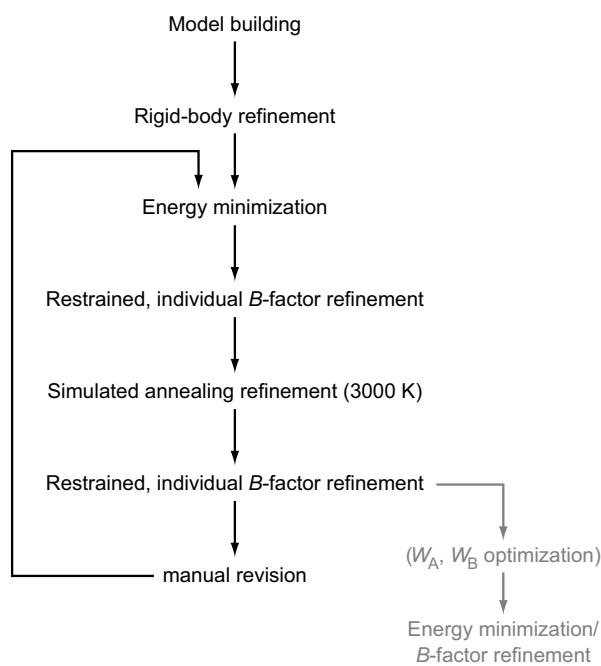 Model building
Rigid-body refinement
Energy minimization
Restrained, individual B-factor refinement
Simulated annealing refinement (3000 K)
Restrained, individual B-factor refinement
(WA, WB optimization)
manual revision
Energy minimization/
B-factor refinement